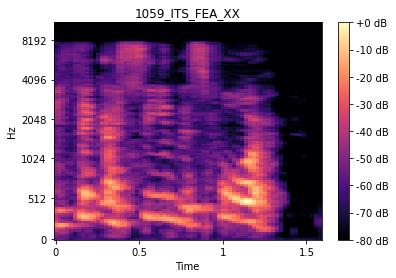 1059_ITS_FEA_XX
8192
4096
2048
1024
512
0
Hz
0
0.5
1.0
1.5
Time
+0 dB
-10 dB
-20 dB
-30 dB
-40 dB
-50 dB
-60 dB
-70 dB
-80 dB